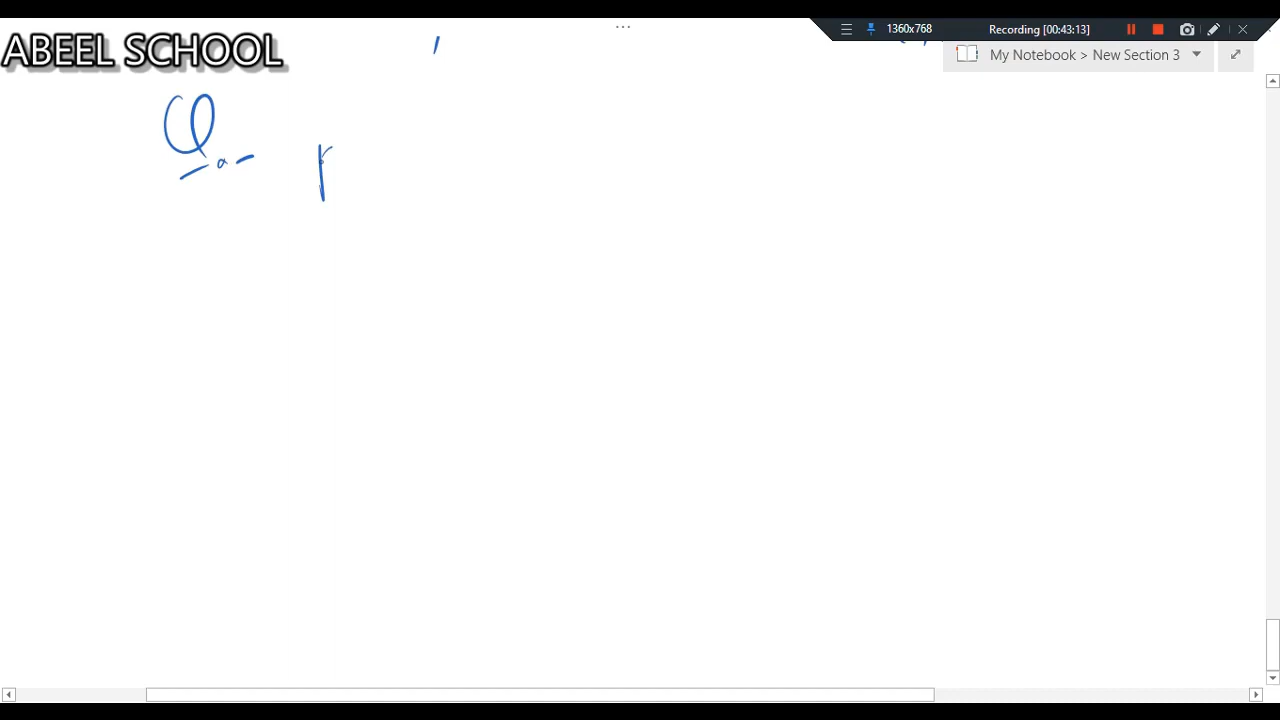 1360x768 Recording [00:43:13]
ABEEL SCHOOL
My Notebook > New Section 3
Q